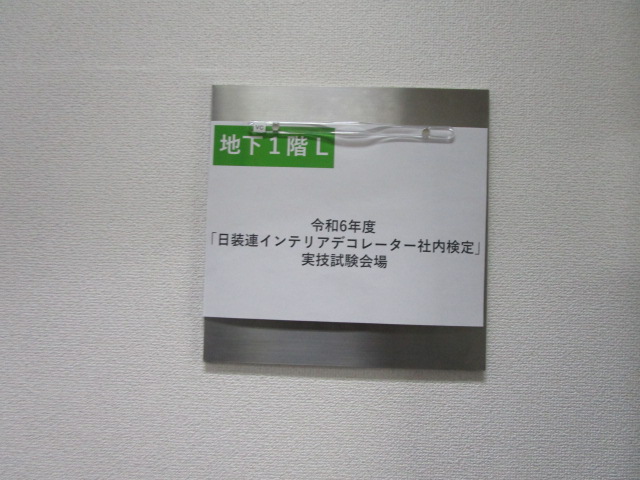 地下１階Ｌ
令和6年度
「日装連インテリアデコレーター社内検定」
実技試験会場